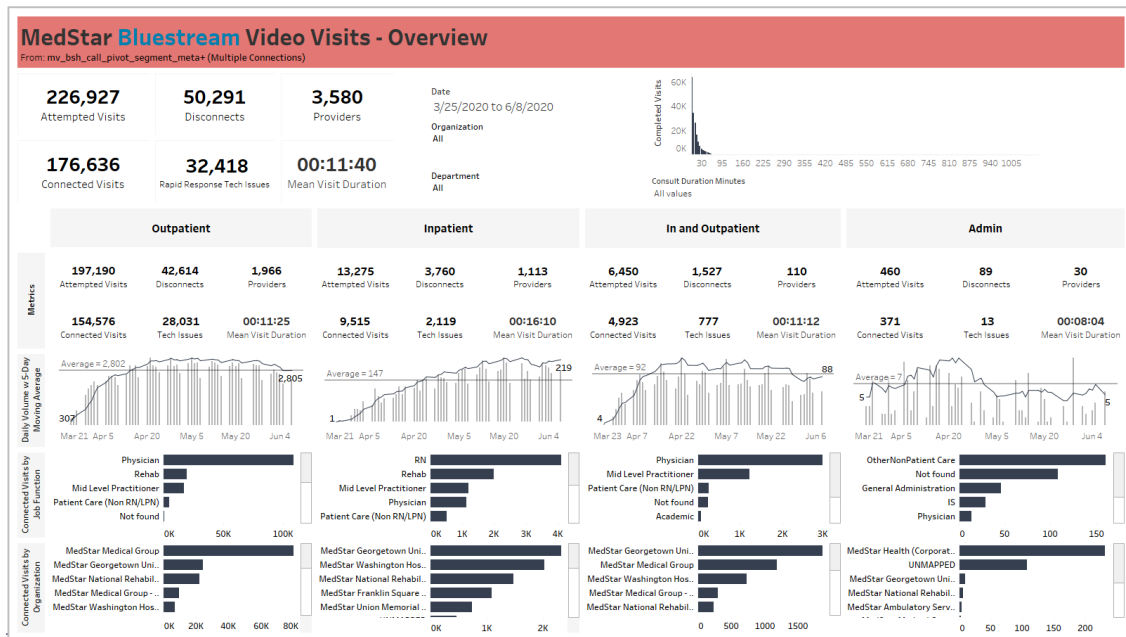 MedStar Bluestream Video Visits - Overview
From: mv_bsh_call_pivot_segment_meta+ (Multiple Connections)
226,927
Attempted Visits
50,291
Disconnects
3,580
Providers
176,636
Connected Visits
32,418
Rapid Response Tech Issues
00:11:40
Mean Visit Duration
Date
3/25/2020 to 6/8/2020
Organization
All
Department
All
Completed Visits
60K
40K
20K
0K
30 95 160 225 290 355 420 485 550 615 680 745 810 875 940 1005
Consult Duration Minutes
All values
Outpatient Inpatient In and Outpatient Admin
Metrics
197,190 42,614 1,966
Attempted Visits Disconnects Providers
154,576 28,031 00:11:25
Connected Visits Tech Issues Mean Visit Duration
13,275 3,760 1,113
Attempted Visits Disconnects Providers
9,515 2,119 00:16:10
Connected Visits Tech Issues Mean Visit Duration
6,450 1,527 110
Attempted Visits Disconnects Providers
4,923 777 00:11:12
Connected Visits Tech Issues Mean Visit Duration
460 89 30
Attempted Visits Disconnects Providers
371 13 00:08:04
Connected Visits Tech Issues Mean Visit Duration
Daily Volume w 5-Day
Moving Average
Average = 2,802
2,805
307
Mar 21 Apr 5 Apr 20 May 5 May 20 Jun 4
Average = 147
219
1
Mar 21 Apr 5 Apr 20 May 5 May 20 Jun 4
Average = 92
88
4
Mar 23 Apr 7 Apr 22 May 7 May 22 Jun 6
Average = 7
5
5
Mar 21 Apr 5 Apr 20 May 5 May 20 Jun 4
Connected Visits by
Job Function
Physician
Rehab
Mid Level Practitioner
Patient Care (Non RN/LPN)
Not found
0K 50K 100K
RN
Rehab
Mid Level Practitioner
Physician
Patient Care (Non RN/LPN)
0K 1K 2K 3K 4K
Physician
Mid Level Practitioner
Patient Care (Non RN/LPN)
Not found
Academic
0K 1K 2K 3K
OtherNonPatient Care
Not found
General Administration
IS
Physician
0 50 100 150
Connected Visits by
Organization
MedStar Medical Group
MedStar Georgetown Uni..
MedStar National Rehabil..
MedStar Medical Group - ..
MedStar Washington Hos..
0K 20K 40K 60K 80K
MedStar Georgetown Uni..
MedStar Washington Hos..
MedStar National Rehabil..
MedStar Franklin Square ..
MedStar Union Memorial ..
0K 1K 2K
MedStar Georgetown Uni..
MedStar Medical Group
MedStar Washington Hos..
MedStar Medical Group - ..
MedStar National Rehabil..
0 500 1000 1500
MedStar Health (Corporat..
UNMAPPED
MedStar Georgetown Uni..
MedStar National Rehabil..
MedStar Ambulatory Serv..
0 50 100 150 200